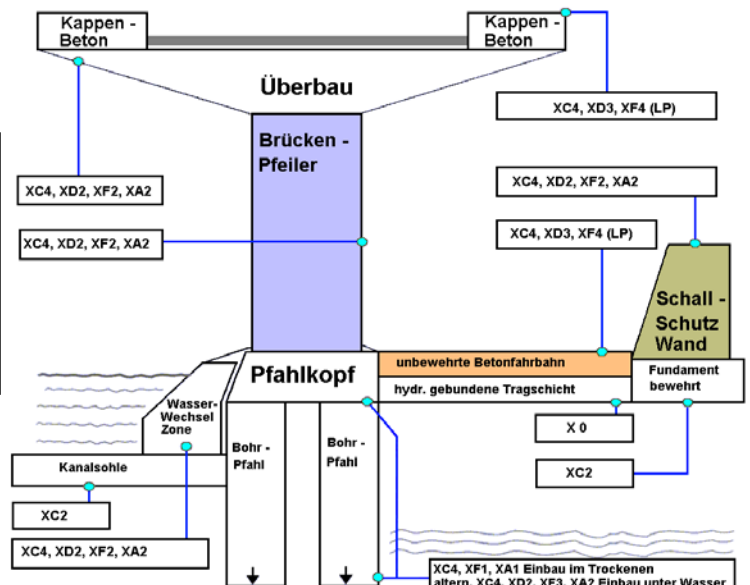 Kappen -
Beton
Kappen -
Beton
Überbau
XC4, XD3, XF4 (LP)
Brücken -
Pfeiler
XC4, XD2, XF2, XA2
XC4, XD2, XF2, XA2
XC4, XD2, XF2, XA2
XC4, XD3, XF4 (LP)
Schall -
Schutz
Wand
unbewehrte Betonfahrbahn
Pfahlkopf
hydr. gebundene Tragschicht
Fundament
bewehrt
Wasser-
Wechsel
Zone
X 0
Bohr -
Pfahl
Bohr -
Pfahl
Kanalsohle
XC2
XC2
XC4, XD2, XF2, XA2
XC4, XF1, XA1 Einbau im Trockenen
altern. XC4, XD2, XF3, XA2 Einbau unter Wasser